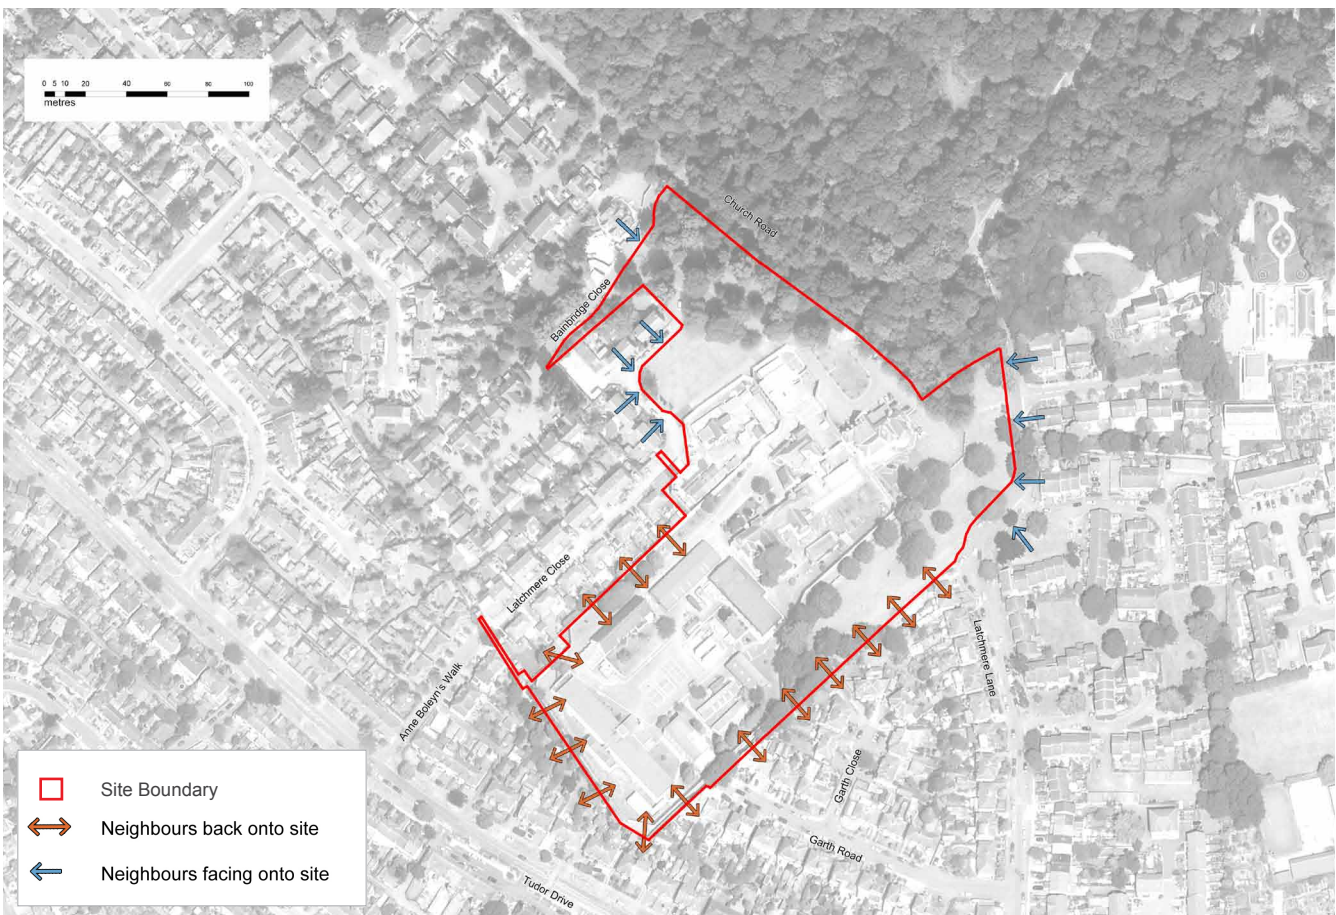 0 5 10 20 40 60 80 100
metres
Church Road
Bainbridge Close
Latchmere Close
Anne Boleyn's Walk
Latchmere Lane
Garth Close
Garth Road
Tudor Drive
Site Boundary
Neighbours back onto site
Neighbours facing onto site